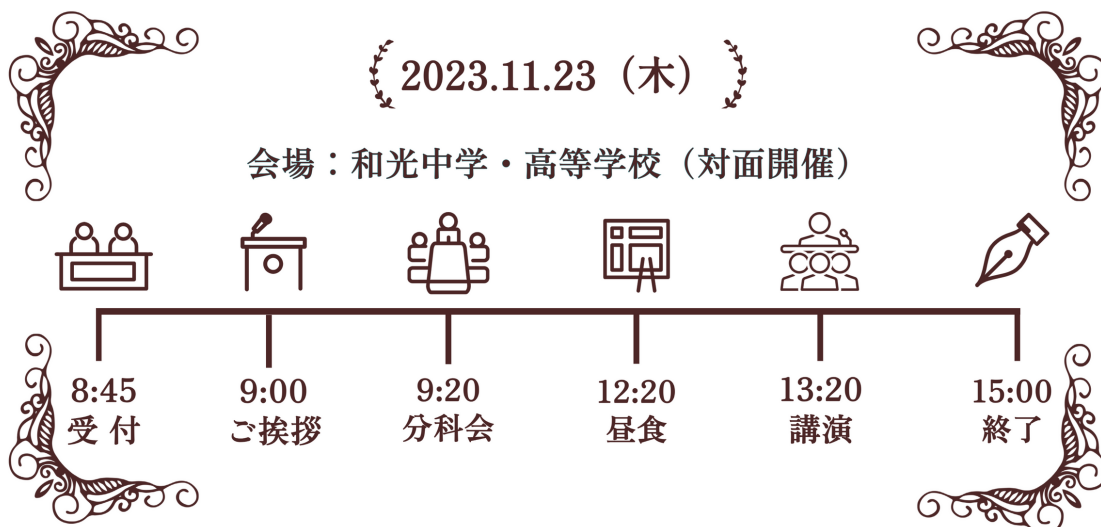 2023.11.23（木）
会場：和光中学・高等学校（対面開催）
8:45
受 付
9:00
ご挨拶
9:20
分科会
12:20
昼食
13:20
講演
15:00
終了